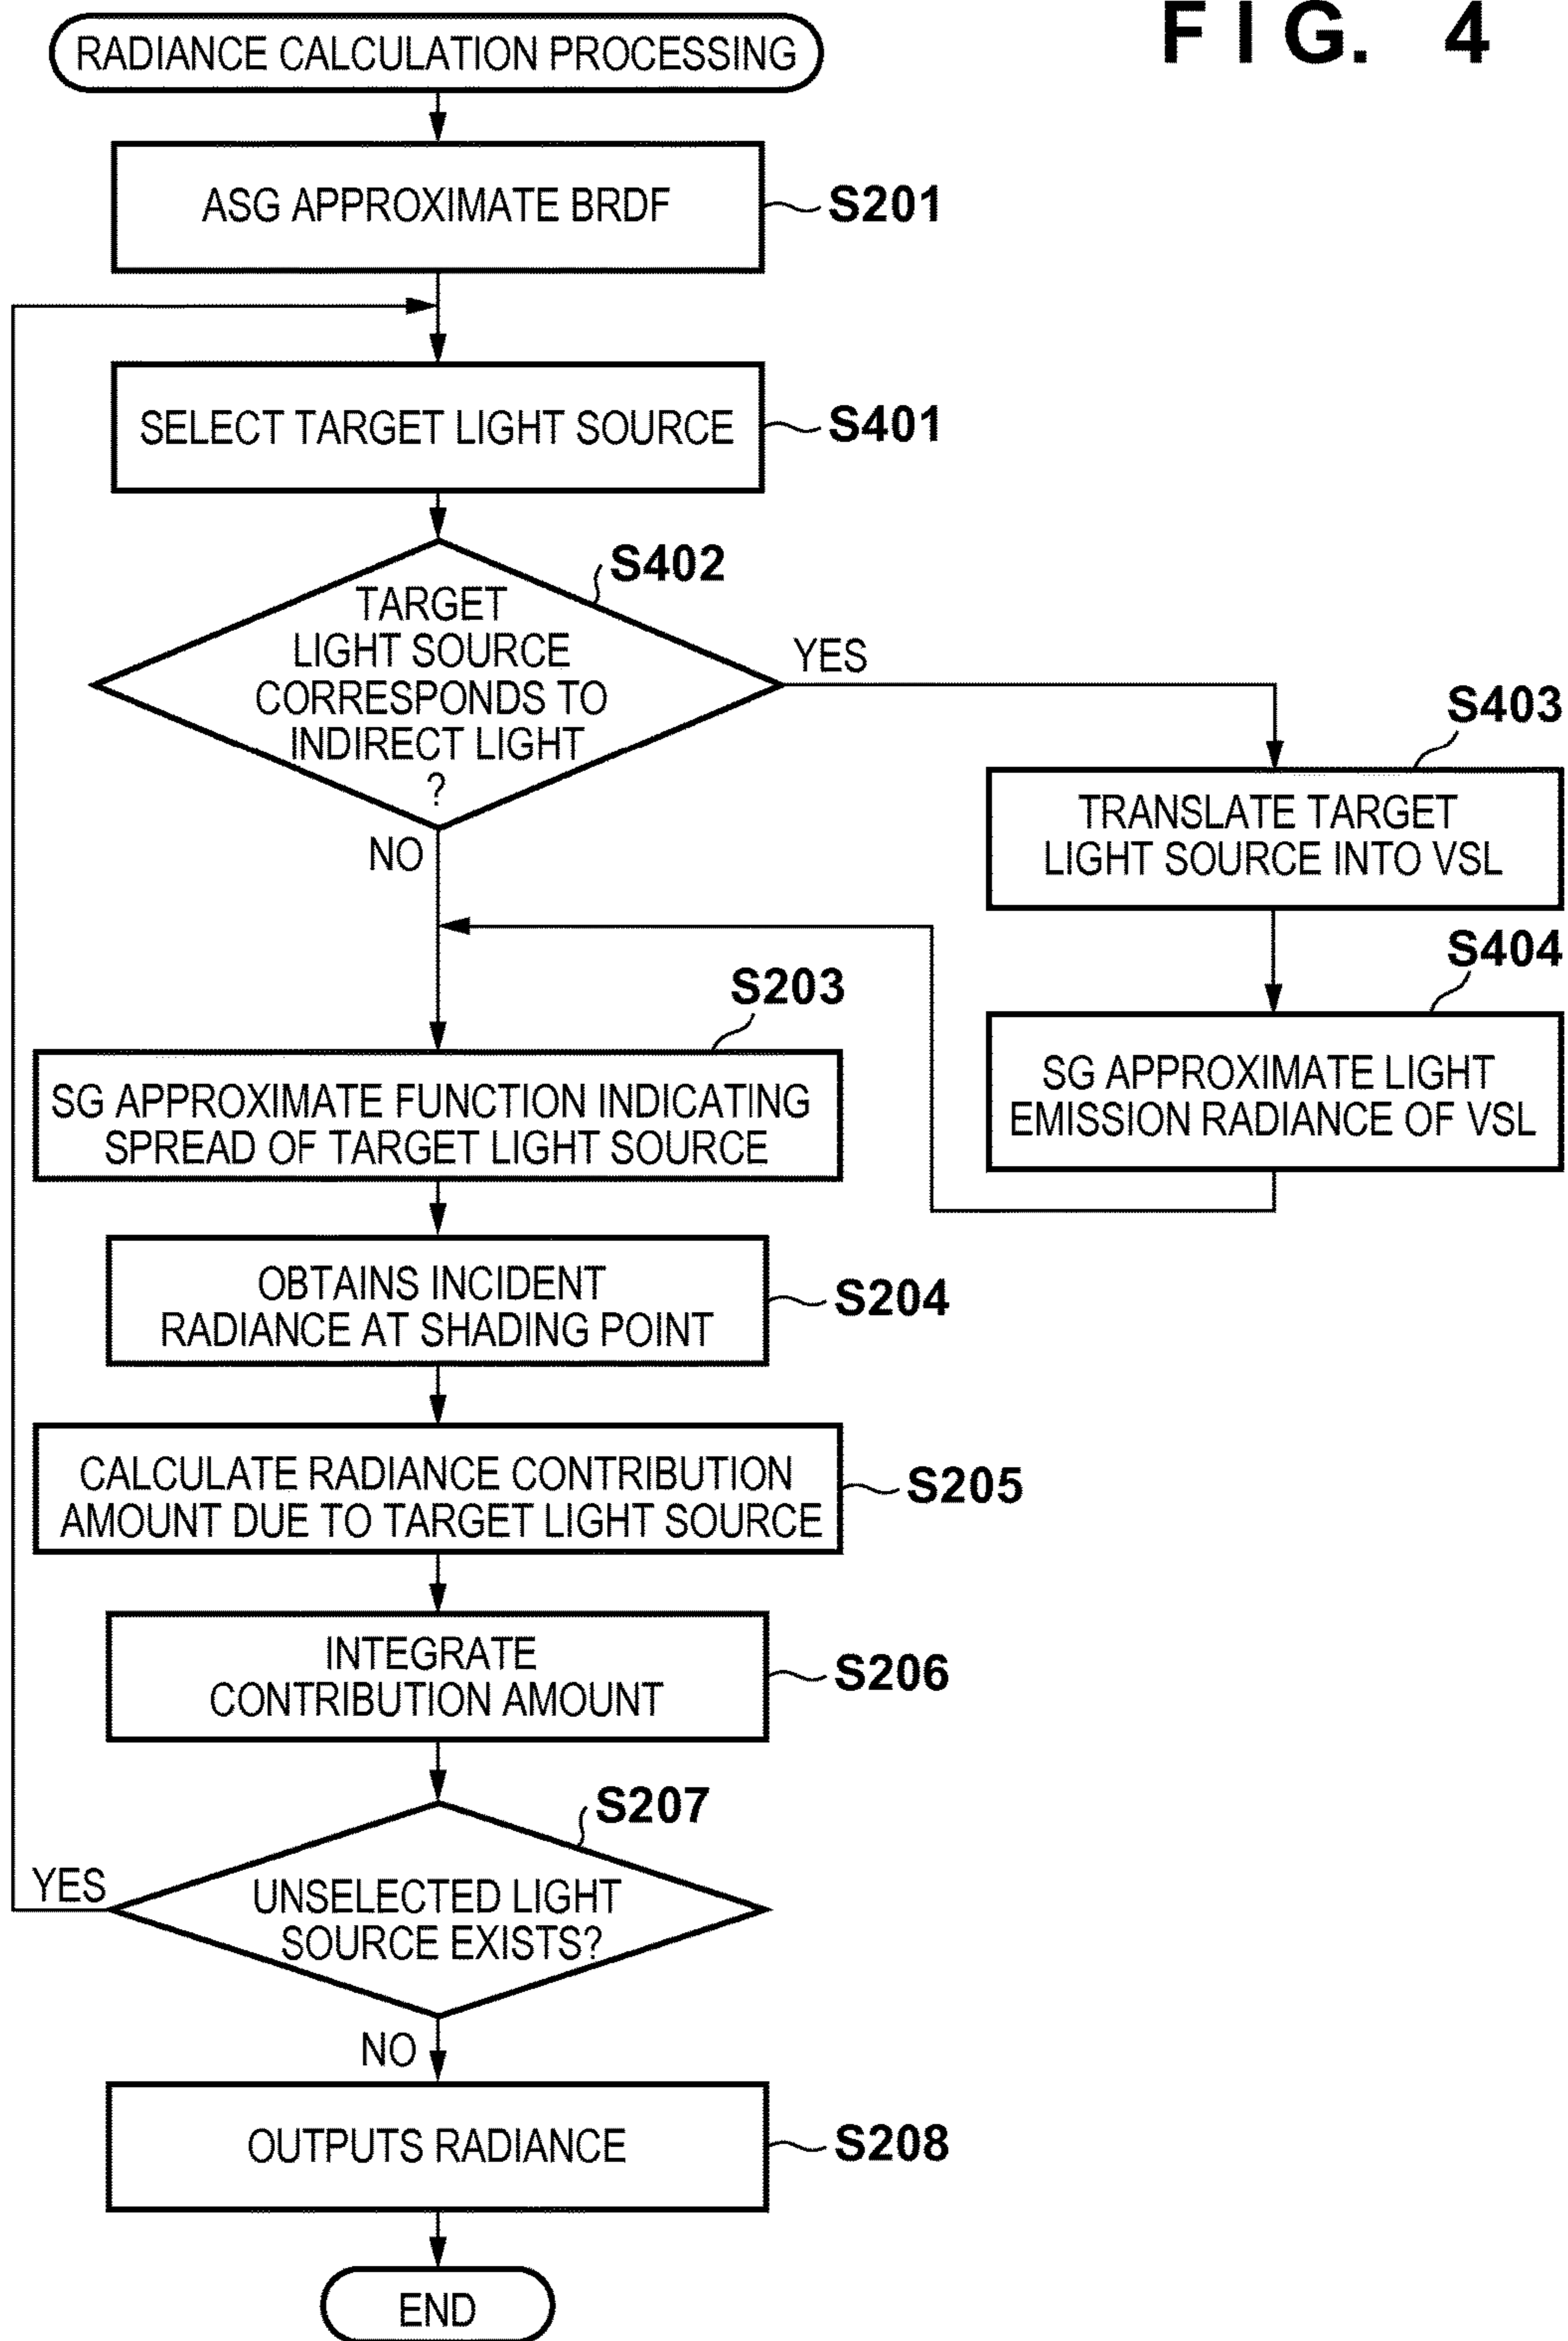 FIG. 4
RADIANCE CALCULATION PROCESSING
ASG APPROXIMATE BRDF
S201
SELECT TARGET LIGHT SOURCE
S401
S402
TARGET
LIGHT SOURCE
CORRESPONDS TO
INDIRECT LIGHT
?
YES
NO
S403
TRANSLATE TARGET
LIGHT SOURCE INTO VSL
S404
SG APPROXIMATE LIGHT
EMISSION RADIANCE OF VSL
S203
SG APPROXIMATE FUNCTION INDICATING
SPREAD OF TARGET LIGHT SOURCE
OBTAINS INCIDENT
RADIANCE AT SHADING POINT
S204
CALCULATE RADIANCE CONTRIBUTION
AMOUNT DUE TO TARGET LIGHT SOURCE
S205
INTEGRATE
CONTRIBUTION AMOUNT
S206
S207
YES
UNSELECTED LIGHT
SOURCE EXISTS?
NO
OUTPUTS RADIANCE
S208
END